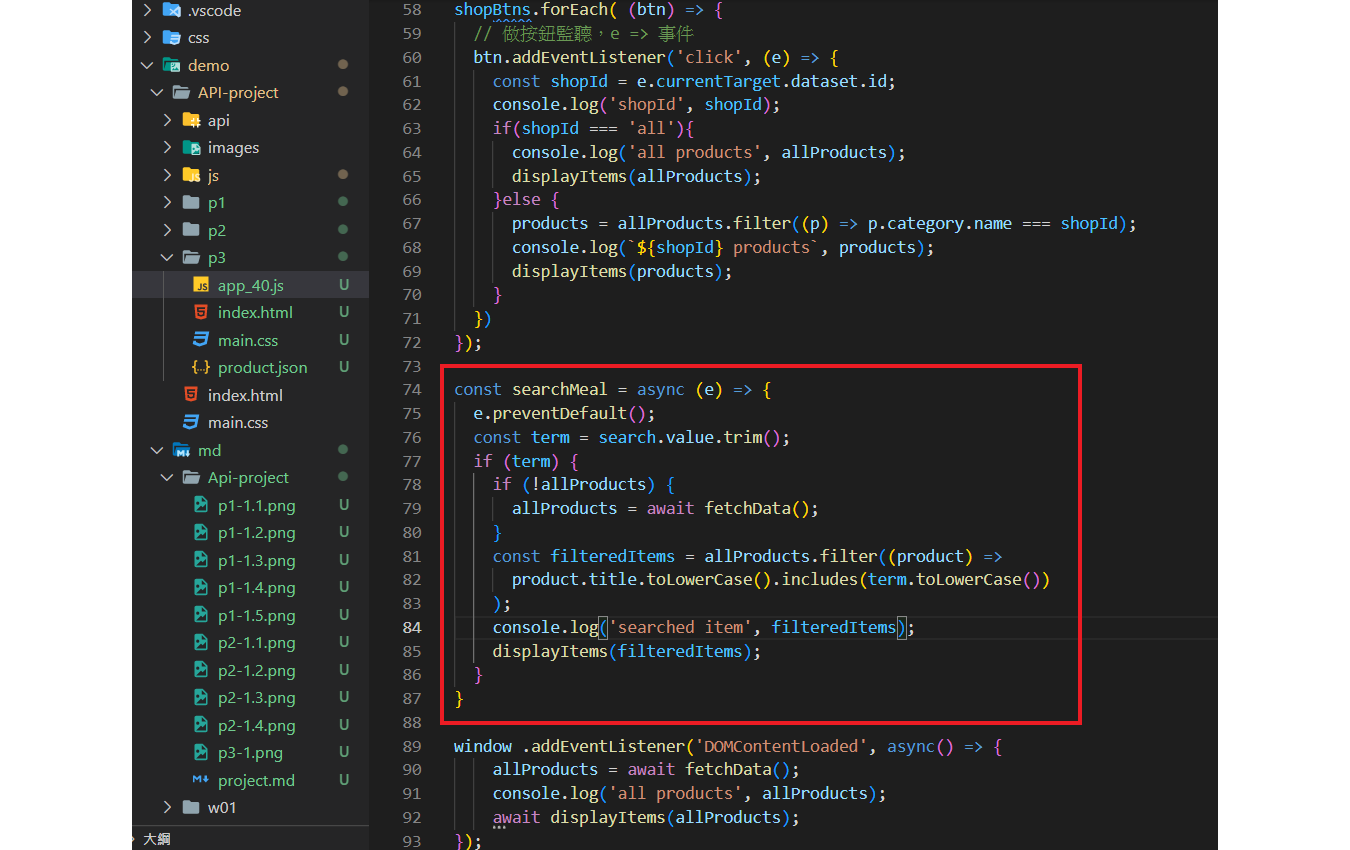 .vscode
css
demo
API-project
api
images
js
p1
p2
p3
JS app_40.js U
index.html U
main.css U
{..} product.json U
index.html
main.css
md
Api-project
p1-1.1.png U
p1-1.2.png U
p1-1.3.png U
p1-1.4.png U
p1-1.5.png U
p2-1.1.png U
p2-1.2.png U
p2-1.3.png U
p2-1.4.png U
p3-1.png U
M↓ project.md U
w01
大綱
58 shopBtns.forEach( (btn) => {
59 // 做按鈕監聽，e => 事件
60 btn.addEventListener('click', (e) => {
61 const shopId = e.currentTarget.dataset.id;
62 console.log('shopId', shopId);
63 if(shopId === 'all'){
64 console.log('all products', allProducts);
65 displayItems(allProducts);
66 }else {
67 products = allProducts.filter((p) => p.category.name === shopId);
68 console.log(`${shopId} products`, products);
69 displayItems(products);
70 }
71 })
72 });
73
74 const searchMeal = async (e) => {
75 e.preventDefault();
76 const term = search.value.trim();
77 if (term) {
78 if (!allProducts) {
79 allProducts = await fetchData();
80 }
81 const filteredItems = allProducts.filter((product) =>
82 product.title.toLowerCase().includes(term.toLowerCase())
83 );
84 console.log('searched item', filteredItems);
85 displayItems(filteredItems);
86 }
87 }
88
89 window .addEventListener('DOMContentLoaded', async() => {
90 allProducts = await fetchData();
91 console.log('all products', allProducts);
92 await displayItems(allProducts);
93 });